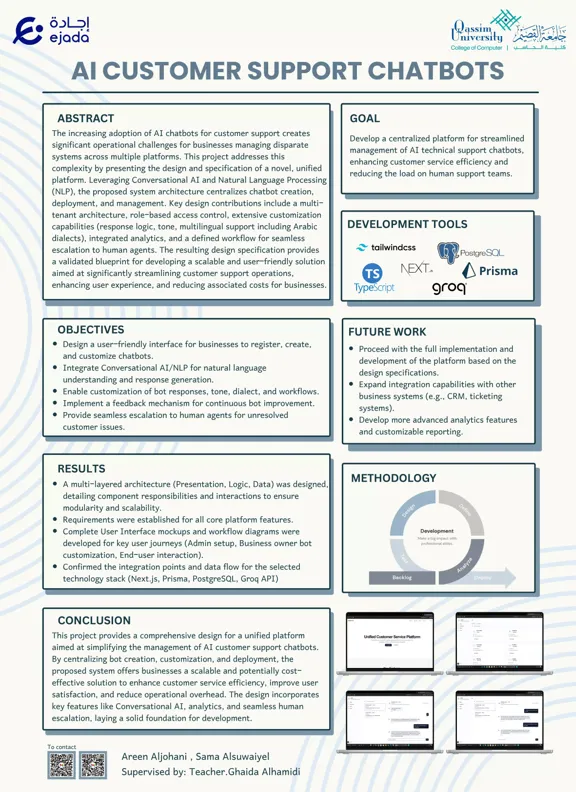 إجادة
ejada
Qassim University
جامعة القصيم
College of Computer | كلية الحاسب
AI CUSTOMER SUPPORT CHATBOTS
ABSTRACT
The increasing adoption of AI chatbots for customer support creates
significant operational challenges for businesses managing disparate
systems across multiple platforms. This project addresses this
complexity by presenting the design and specification of a novel, unified
platform. Leveraging Conversational AI and Natural Language Processing
(NLP), the proposed system architecture centralizes chatbot creation,
deployment, and management. Key design contributions include a multi-
tenant architecture, role-based access control, extensive customization
capabilities (response logic, tone, multilingual support including Arabic
dialects), integrated analytics, and a defined workflow for seamless
escalation to human agents. The resulting design specification provides
a validated blueprint for developing a scalable and user-friendly solution
aimed at significantly streamlining customer support operations,
enhancing user experience, and reducing associated costs for businesses.
GOAL
Develop a centralized platform for streamlined
management of AI technical support chatbots,
enhancing customer service efficiency and
reducing the load on human support teams.
DEVELOPMENT TOOLS
tailwindcss
PostgreSQL
TS
TypeScript
NEXT.JS
Prisma
groq
OBJECTIVES
• Design a user-friendly interface for businesses to register, create,
and customize chatbots.
• Integrate Conversational AI/NLP for natural language
understanding and response generation.
• Enable customization of bot responses, tone, dialect, and workflows.
• Implement a feedback mechanism for continuous bot improvement.
• Provide seamless escalation to human agents for unresolved
customer issues.
FUTURE WORK
• Proceed with the full implementation and
development of the platform based on the
design specifications.
• Expand integration capabilities with other
business systems (e.g., CRM, ticketing
systems).
• Develop more advanced analytics features
and customizable reporting.
RESULTS
• A multi-layered architecture (Presentation, Logic, Data) was designed,
detailing component responsibilities and interactions to ensure
modularity and scalability.
• Requirements were established for all core platform features.
• Complete User Interface mockups and workflow diagrams were
developed for key user journeys (Admin setup, Business owner bot
customization, End-user interaction).
• Confirmed the integration points and data flow for the selected
technology stack (Next.js, Prisma, PostgreSQL, Groq API)
METHODOLOGY
Design
Development
Analyze
Backlog
CONCLUSION
This project provides a comprehensive design for a unified platform
aimed at simplifying the management of AI customer support chatbots.
By centralizing bot creation, customization, and deployment, the
proposed system offers businesses a scalable and potentially cost-
effective solution to enhance customer service efficiency, improve user
satisfaction, and reduce operational overhead. The design incorporates
key features like Conversational AI, analytics, and seamless human
escalation, laying a solid foundation for development.
Unified Customer Service Platform
To contact
Areen Aljohani , Sama Alsuwaiyel
Supervised by: Teacher.Ghaida Alhamidi